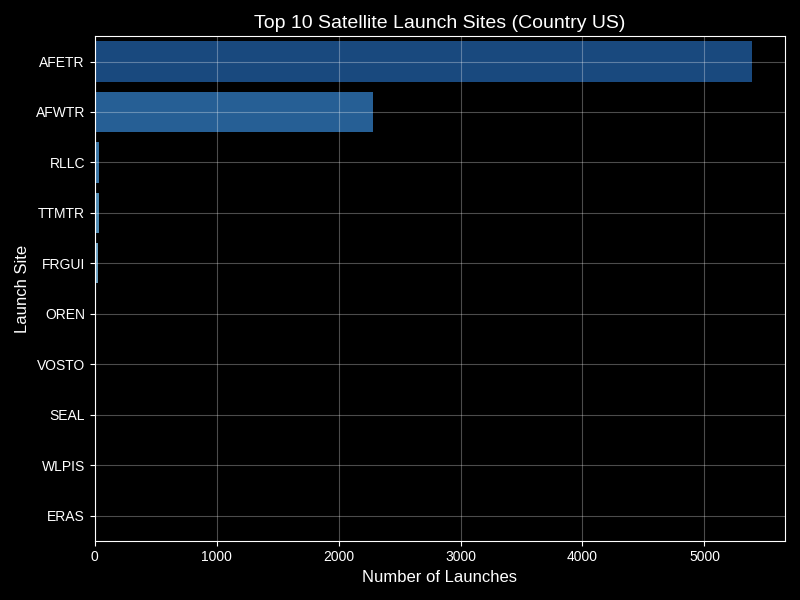 Top 10 Satellite Launch Sites (Country US)
AFETR
AFWTR
RLLC
TTMTR
FRGUI
OREN
VOSTO
SEAL
WLPIS
ERAS
Launch Site
0 1000 2000 3000 4000 5000
Number of Launches